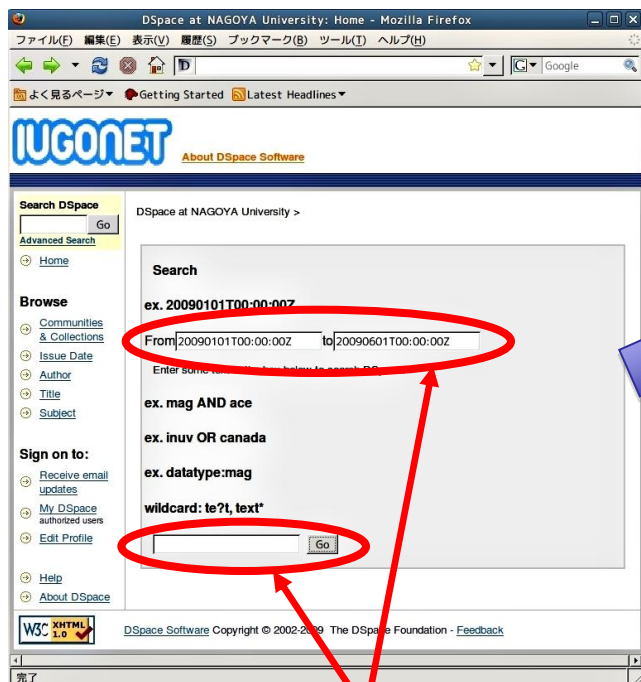 DSpace at NAGOYA University: Home - Mozilla Firefox
ファイル(F) 編集(E) 表示(V) 履歴(S) ブックマーク(B) ツール(T) ヘルプ(H)
Google
よく見るページ Getting Started Latest Headlines
IUGONET
About DSpace Software
Search DSpace
Go
Advanced Search
Home
Browse
Communities
& Collections
Issue Date
Author
Title
Subject
Sign on to:
Receive email
updates
My DSpace
authorized users
Edit Profile
Help
About DSpace
DSpace at NAGOYA University >
Search
ex. 20090101T00:00:00Z
From 20090101T00:00:00Z to 20090601T00:00:00Z
Enter some below to search
ex. mag AND ace
ex. inuv OR canada
ex. datatype:mag
wildcard: te?t, text*
Go
W3C XHTML 1.0
DSpace Software Copyright © 2002-2009 The DSpace Foundation - Feedback
完了